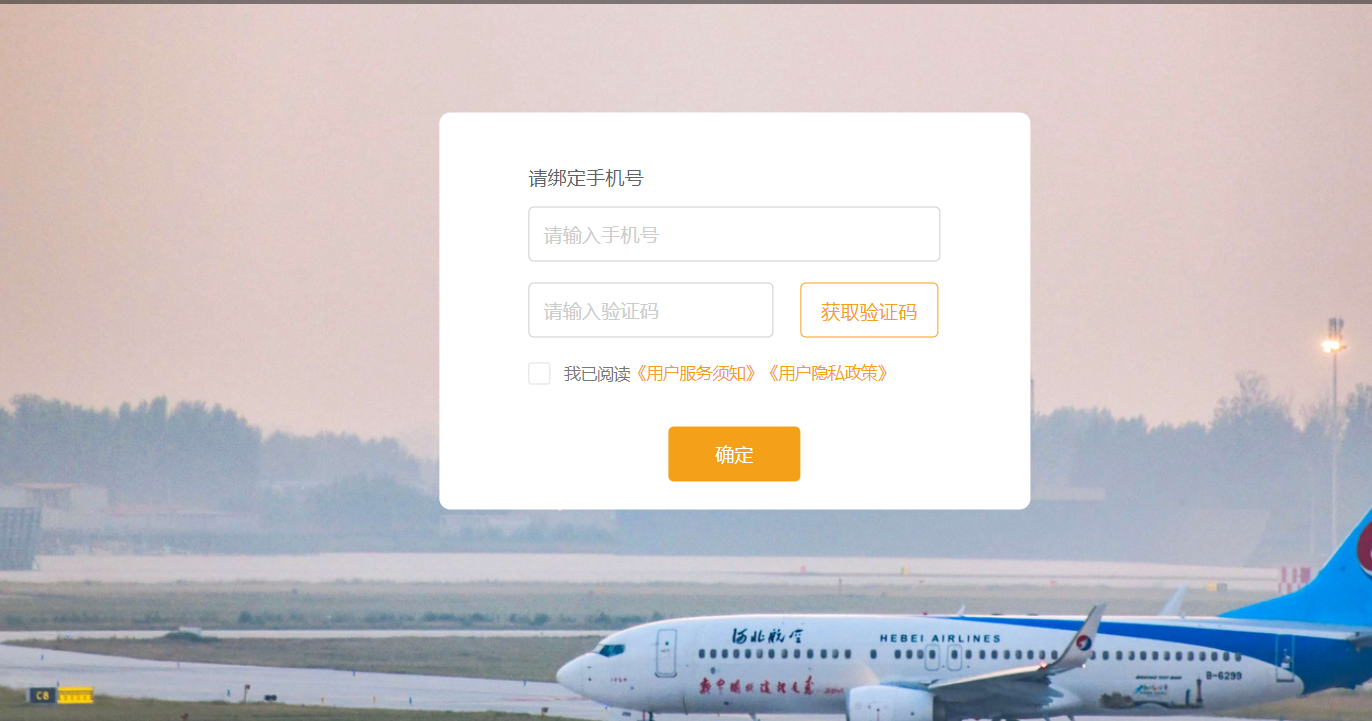 请绑定手机号
请输入手机号
请输入验证码
获取验证码
我已阅读《用户服务须知》《用户隐私政策》
确定
河北航空
HEBEI AIRLINES
B-6299
C8